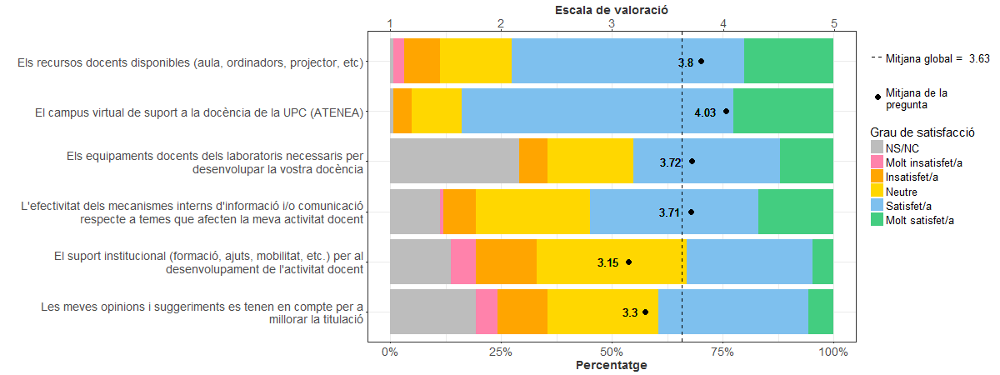 Escala de valoració
1 2 3 4 5
Els recursos docents disponibles (aula, ordinadors, projector, etc)
3.8
El campus virtual de suport a la docència de la UPC (ATENEA)
4.03
Els equipaments docents dels laboratoris necessaris per
desenvolupar la vostra docència
3.72
L'efectivitat dels mecanismes interns d'informació i/o comunicació
respecte a temes que afecten la meva activitat docent
3.71
El suport institucional (formació, ajuts, mobilitat, etc.) per al
desenvolupament de l'activitat docent
3.15
Les meves opinions i suggeriments es tenen en compte per a
millorar la titulació
3.3
0% 25% 50% 75% 100%
Percentatge
Mitjana global = 3.63
Mitjana de la
pregunta
Grau de satisfacció
NS/NC
Molt insatisfet/a
Insatisfet/a
Neutre
Satisfet/a
Molt satisfet/a